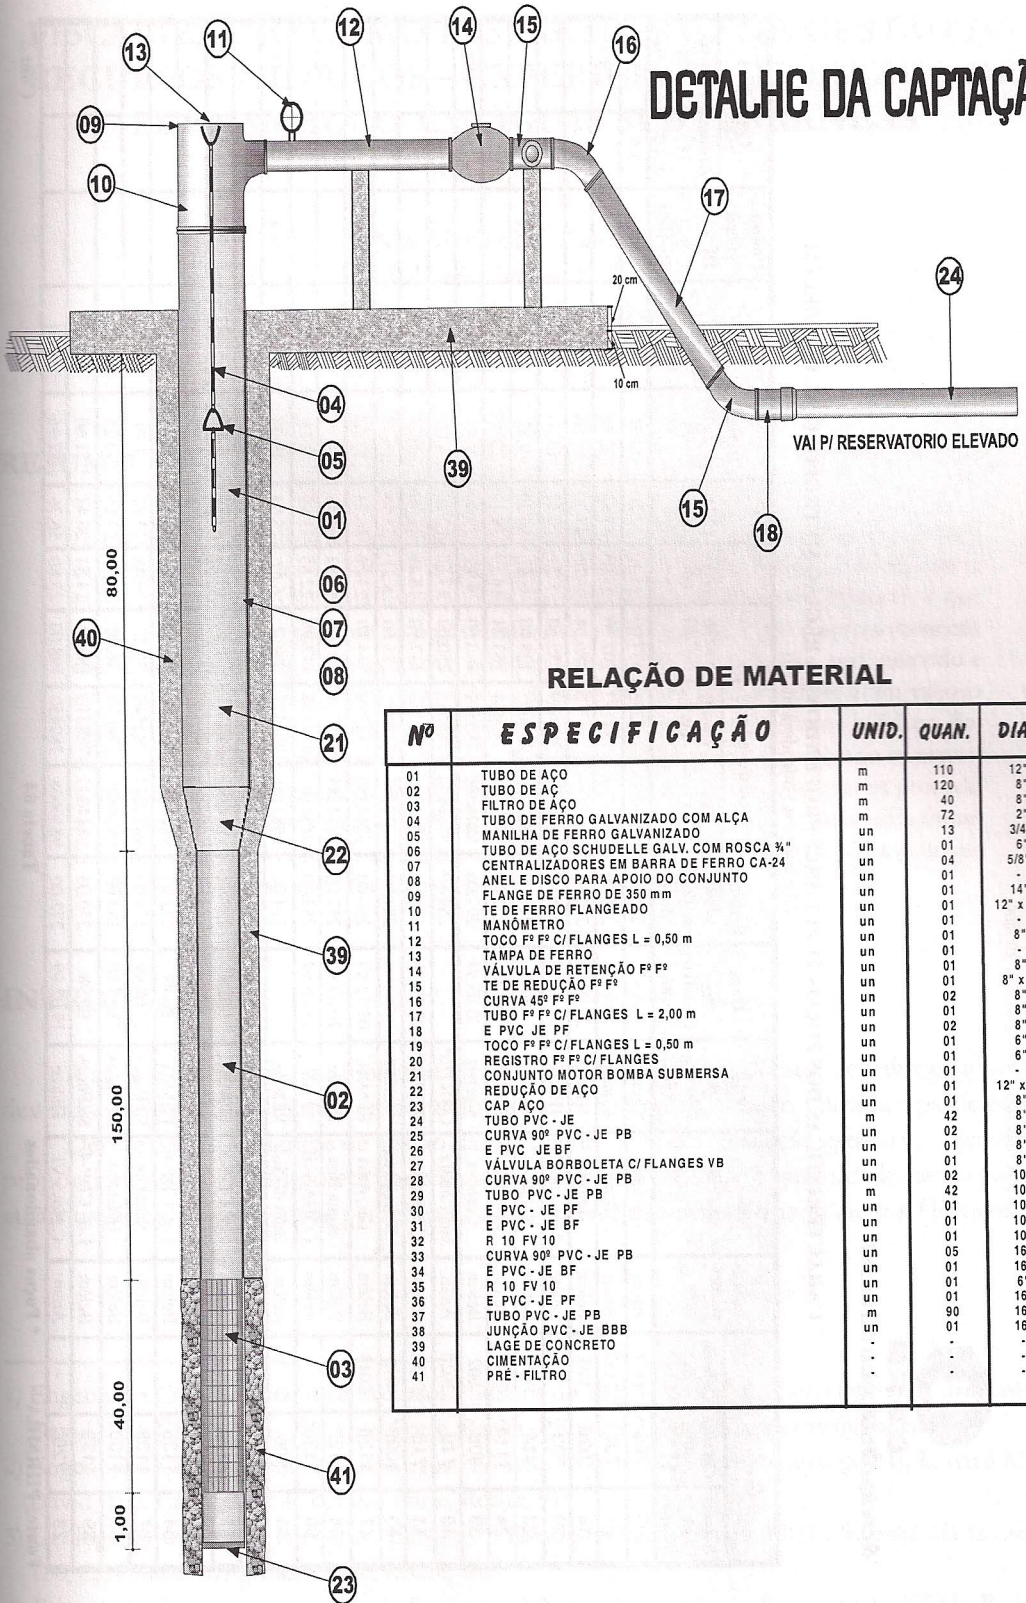 DETALHE DA CAPTAÇÃ
13
11
12
14
15
16
09
10
17
24
20 cm
10 cm
04
05
39
01
15
18
VAI P/ RESERVATORIO ELEVADO
80,00
40
06
07
08
21
22
39
02
150,00
03
40,00
41
1,00
23
RELAÇÃO DE MATERIAL
Nº ESPECIFICAÇÃO UNID. QUAN. DIA
01 TUBO DE AÇO m 110 12"
02 TUBO DE AÇ m 120 8"
03 FILTRO DE AÇO m 40 8"
04 TUBO DE FERRO GALVANIZADO COM ALÇA m 72 2"
05 MANILHA DE FERRO GALVANIZADO un 13 3/4
06 TUBO DE AÇO SCHUDELLE GALV. COM ROSCA ¾" un 01 6"
07 CENTRALIZADORES EM BARRA DE FERRO CA-24 un 04 5/8"
08 ANEL E DISCO PARA APOIO DO CONJUNTO un 01 -
09 FLANGE DE FERRO DE 350 mm un 01 14"
10 TE DE FERRO FLANGEADO un 01 12" x
11 MANÔMETRO un 01 -
12 TOCO Fº Fº C/ FLANGES L = 0,50 m un 01 8"
13 TAMPA DE FERRO un 01 -
14 VÁLVULA DE RETENÇÃO Fº Fº un 01 8"
15 TE DE REDUÇÃO Fº Fº un 01 8" x
16 CURVA 45º Fº Fº un 02 8"
17 TUBO Fº Fº C/ FLANGES L = 2,00 m un 01 8"
18 E PVC JE PF un 02 8"
19 TOCO Fº Fº C/ FLANGES L = 0,50 m un 01 6"
20 REGISTRO Fº Fº C/ FLANGES un 01 6"
21 CONJUNTO MOTOR BOMBA SUBMERSA un 01 -
22 REDUÇÃO DE AÇO un 01 12" x
23 CAP AÇO un 01 8"
24 TUBO PVC - JE m 42 8"
25 CURVA 90º PVC - JE PB un 02 8"
26 E PVC JE BF un 01 8"
27 VÁLVULA BORBOLETA C/ FLANGES VB un 01 8"
28 CURVA 90º PVC - JE PB un 02 10
29 TUBO PVC - JE PB m 42 10
30 E PVC - JE PF un 01 10
31 E PVC - JE BF un 01 10
32 R 10 FV 10 un 01 10
33 CURVA 90º PVC - JE PB un 05 16
34 E PVC - JE BF un 01 16
35 R 10 FV 10 un 01 6"
36 E PVC - JE PF un 01 16
37 TUBO PVC - JE PB m 90 16
38 JUNÇÃO PVC - JE BBB un 01 16
39 LAGE DE CONCRETO - - -
40 CIMENTAÇÃO - - -
41 PRÉ - FILTRO - - -